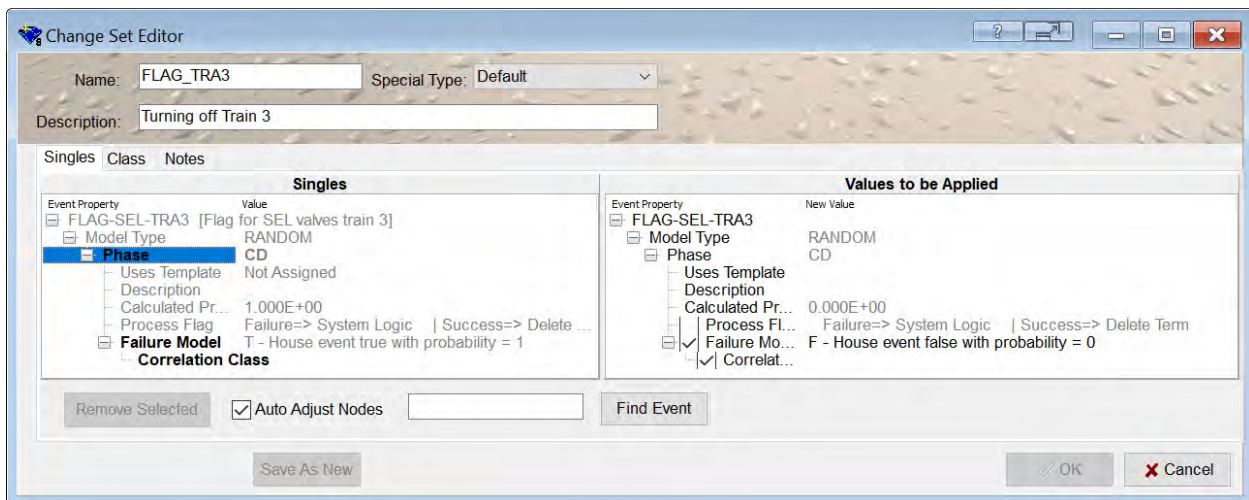 Change Set Editor
?
Name: FLAG_TRA3 Special Type: Default
Description: Turning off Train 3
Singles Class Notes
Singles Values to be Applied
Event Property Value Event Property New Value
FLAG-SEL-TRA3 [Flag for SEL valves train 3] FLAG-SEL-TRA3
Model Type RANDOM Model Type RANDOM
Phase CD Phase CD
Uses Template Not Assigned Uses Template
Description Description
Calculated Pr... 1.000E+00 Calculated Pr... 0.000E+00
Process Flag Failure=> System Logic | Success=> Delete ... Process Fl... Failure=> System Logic | Success=> Delete Term
Failure Model T - House event true with probability = 1 Failure Mo... F - House event false with probability = 0
Correlation Class Correlat...
Remove Selected Auto Adjust Nodes Find Event
Save As New OK Cancel